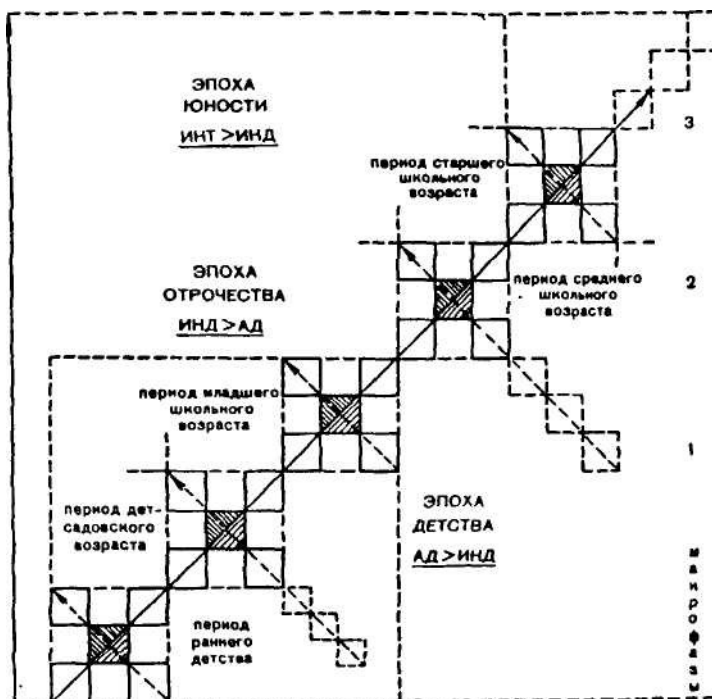 ЭПОХА
ЮНОСТИ
ИНТ>ИНД
3
период старшего
школьного
возраста
ЭПОХА
ОТРОЧЕСТВА
ИНД>АД
период среднего
школьного
возраста
2
период младшего
школьного
возраста
1
период дет-
садовского
возраста
ЭПОХА
ДЕТСТВА
АД>ИНД
период
раннего
детства
макрофазы